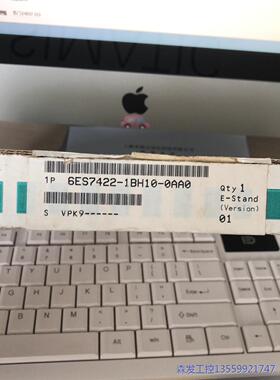 SIMATIC
1P 6ES7422-1BH10-0AA0
Qty 1
E-Stand
(Version)
S VPK9------
01
森发工控13559921747